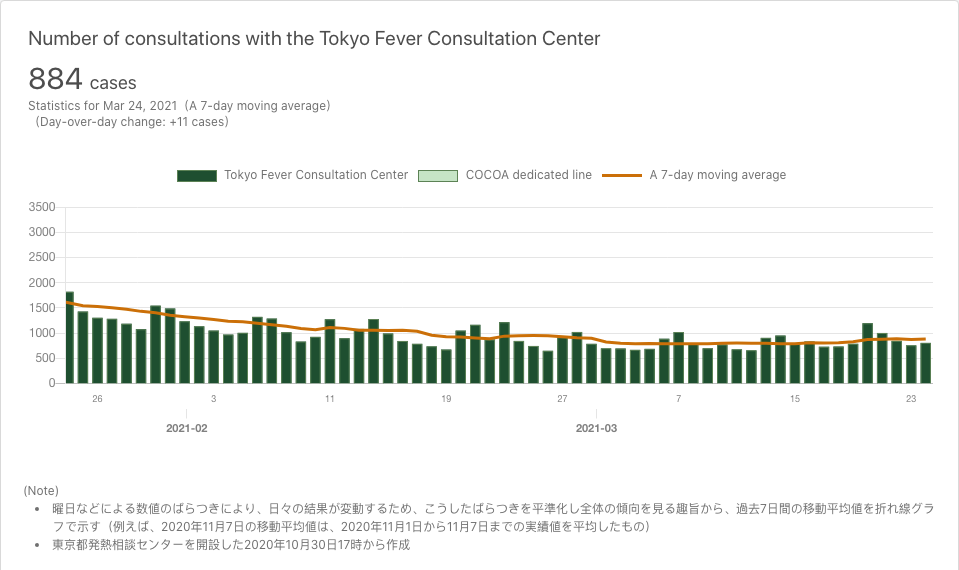 Number of consultations with the Tokyo Fever Consultation Center
884 cases
Statistics for Mar 24, 2021（A 7-day moving average）
（Day-over-day change: +11 cases）
Tokyo Fever Consultation Center COCOA dedicated line A 7-day moving average
3500
3000
2500
2000
1500
1000
500
0
26 3 11 19 27 7 15 23
2021-02 2021-03
(Note)
• 曜日などによる数値のばらつきにより、日々の結果が変動するため、こうしたばらつきを平準化し全体の傾向を見る趣旨から、過去7日間の移動平均値を折れ線グラ
フで示す（例えば、2020年11月7日の移動平均値は、2020年11月1日から11月7日までの実績値を平均したもの）
• 東京都発熱相談センターを開設した2020年10月30日17時から作成